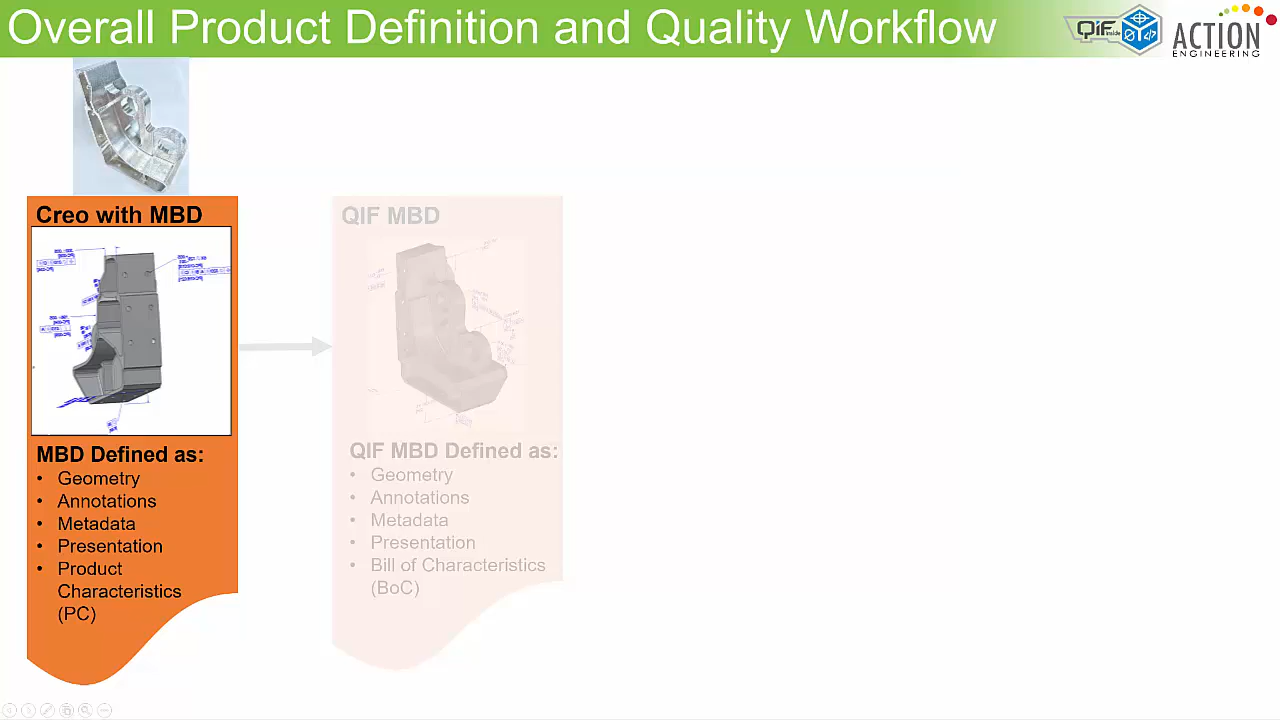 Overall Product Definition and Quality Workflow
QiF
ACTION
ENGINEERING
Creo with MBD
MBD Defined as:
• Geometry
• Annotations
• Metadata
• Presentation
• Product
Characteristics
(PC)
QIF MBD
QIF MBD Defined as:
• Geometry
• Annotations
• Metadata
• Presentation
• Bill of Characteristics
(BoC)